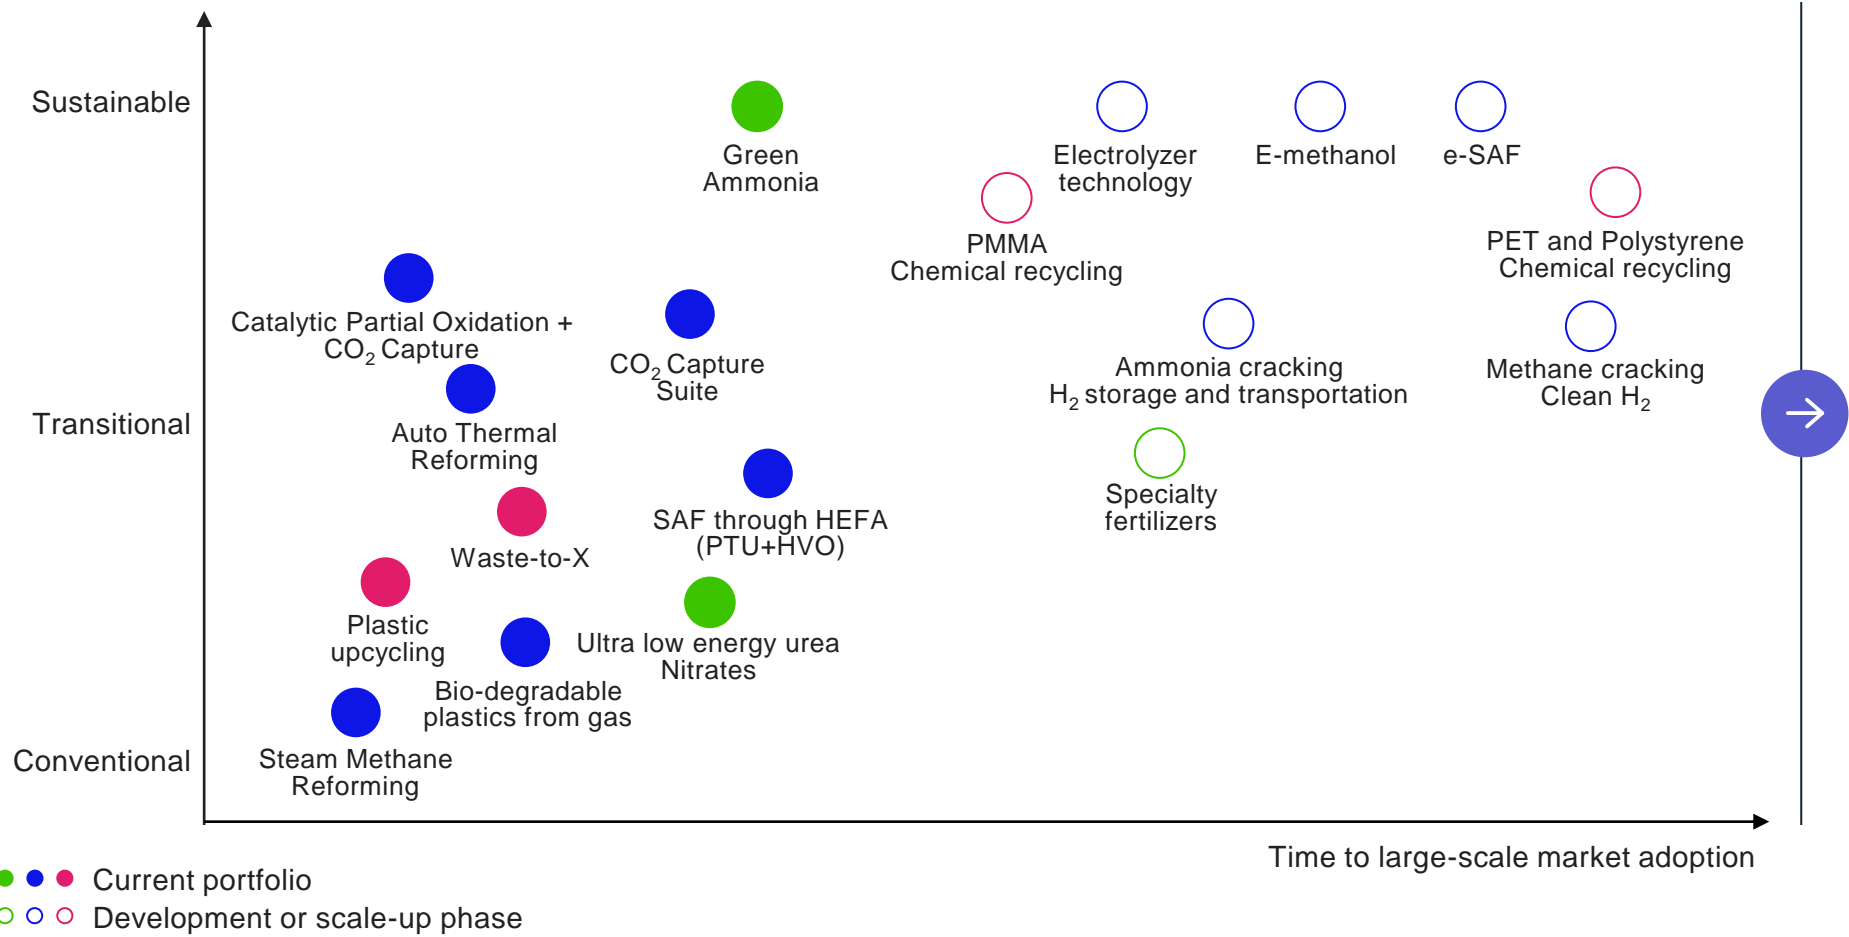 Sustainable
Green
Ammonia
Electrolyzer
technology
E-methanol
e-SAF
PMMA
Chemical recycling
PET and Polystyrene
Chemical recycling
Catalytic Partial Oxidation +
CO₂ Capture
CO₂ Capture
Suite
Ammonia cracking
H₂ storage and transportation
Methane cracking
Clean H₂
Transitional
Auto Thermal
Reforming
Specialty
fertilizers
SAF through HEFA
(PTU+HVO)
Waste-to-X
Plastic
upcycling
Ultra low energy urea
Nitrates
Bio-degradable
plastics from gas
Conventional
Steam Methane
Reforming
Time to large-scale market adoption
Current portfolio
Development or scale-up phase